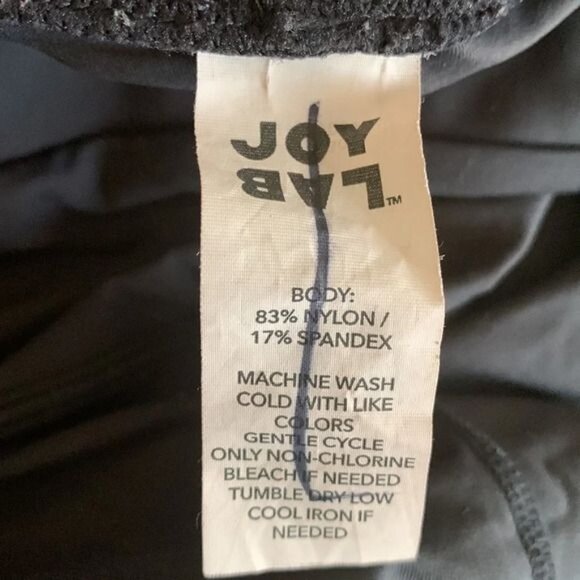 JOY
LAB™
BODY:
83% NYLON /
17% SPANDEX
MACHINE WASH
COLD WITH LIKE
COLORS
GENTLE CYCLE
ONLY NON-CHLORINE
BLEACH IF NEEDED
TUMBLE DRY LOW
COOL IRON IF
NEEDED